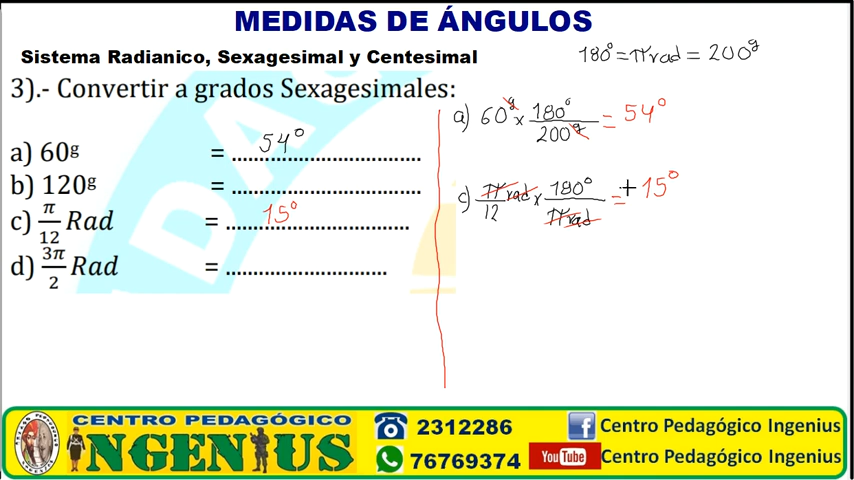 MEDIDAS DE ÁNGULOS
Sistema Radianico, Sexagesimal y Centesimal
180° = π rad = 200g
3).- Convertir a grados Sexagesimales:
a) 60g = 54°
b) 120g = ........................................
c) π/12 Rad = 15°
d) 3π/2 Rad = .................................
a) 60g x 180°/200g = 54°
c) π rad/12 x 180°/π rad = 15°
CENTRO PEDAGÓGICO
INGENIUS
2312286
76769374
f Centro Pedagógico Ingenius
YouTube Centro Pedagógico Ingenius